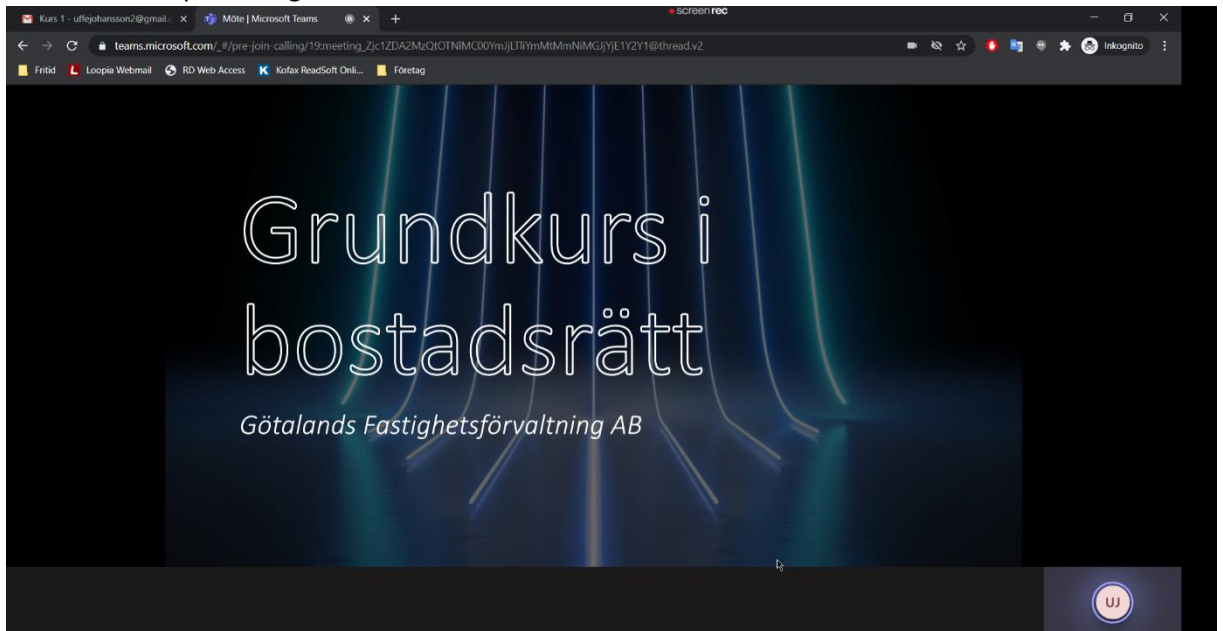 screenrec
Kurs 1 - uffejohansson2@gmail.c
Möte | Microsoft Teams
teams.microsoft.com/_#/pre-join-calling/19:meeting_Zjc1ZDA2MzQtOTNlMC00YmJjLTliYmMtMmNiMGJjYjE1Y2Y1@thread.v2
Inkognito
Fritid
Loopia Webmail
RD Web Access
Kofax ReadSoft Onli...
Företag
Grundkurs i
bostadsrätt
Götalands Fastighetsförvaltning AB
UJ